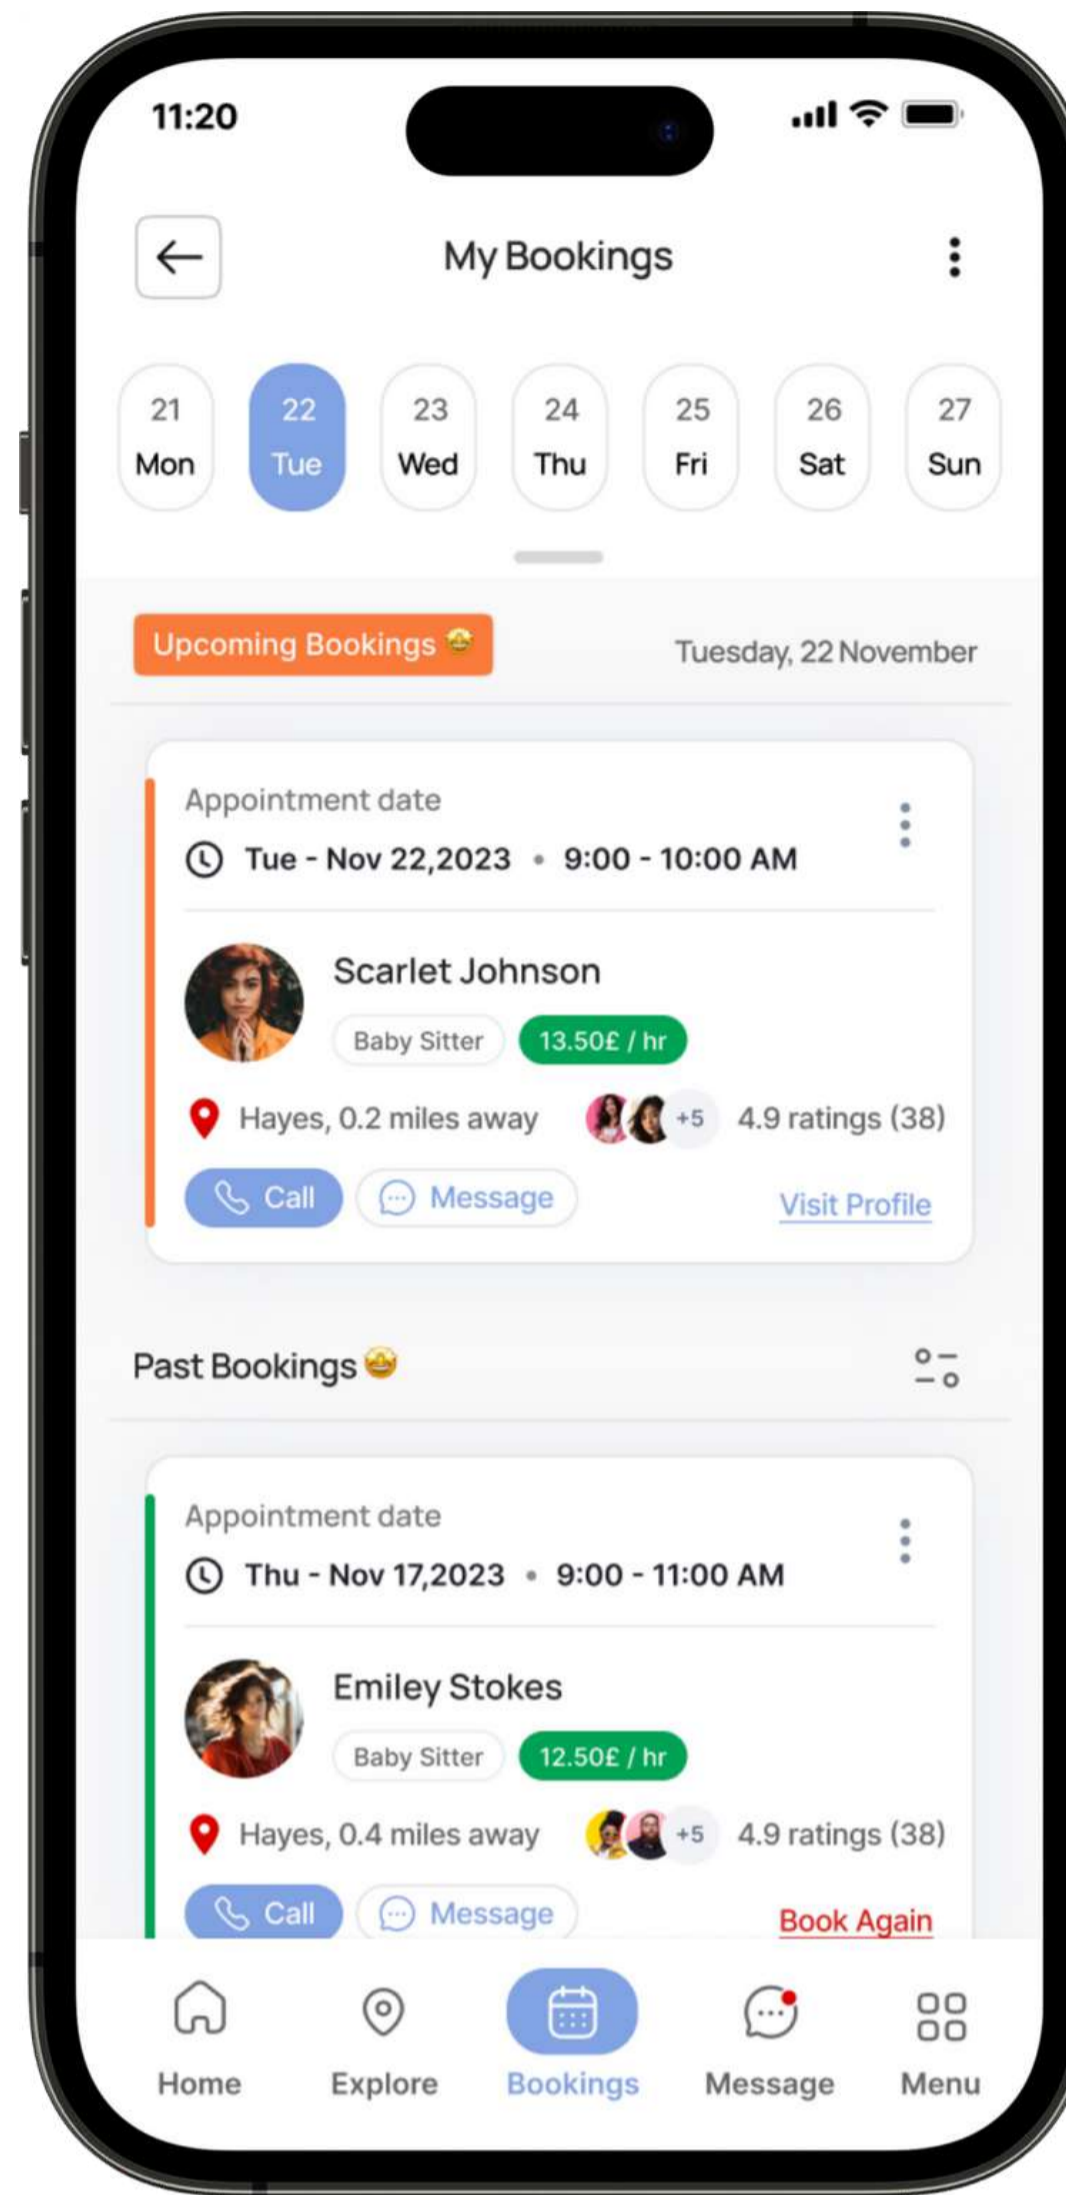 11:20
My Bookings
21 22 23 24 25 26 27
Mon Tue Wed Thu Fri Sat Sun
Upcoming Bookings 🤩 Tuesday, 22 November
Appointment date
Tue - Nov 22,2023 • 9:00 - 10:00 AM
Scarlet Johnson
Baby Sitter 13.50£ / hr
Hayes, 0.2 miles away +5 4.9 ratings (38)
Call Message Visit Profile
Past Bookings 🤩
Appointment date
Thu - Nov 17,2023 • 9:00 - 11:00 AM
Emiley Stokes
Baby Sitter 12.50£ / hr
Hayes, 0.4 miles away +5 4.9 ratings (38)
Call Message Book Again
Home Explore Bookings Message Menu